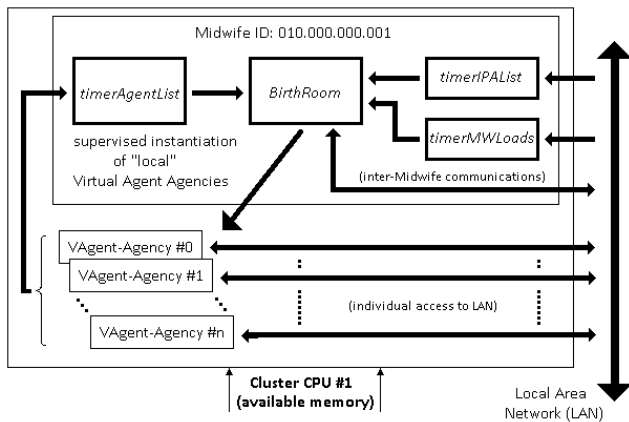 Midwife ID: 010.000.000.001
timerAgentList
BirthRoom
timerIPAList
timerMWLoads
supervised instantiation
of "local"
Virtual Agent Agencies
(inter-Midwife communications)
VAgent-Agency #0
VAgent-Agency #1
VAgent-Agency #n
(individual access to LAN)
Cluster CPU #1
(available memory)
Local Area
Network (LAN)